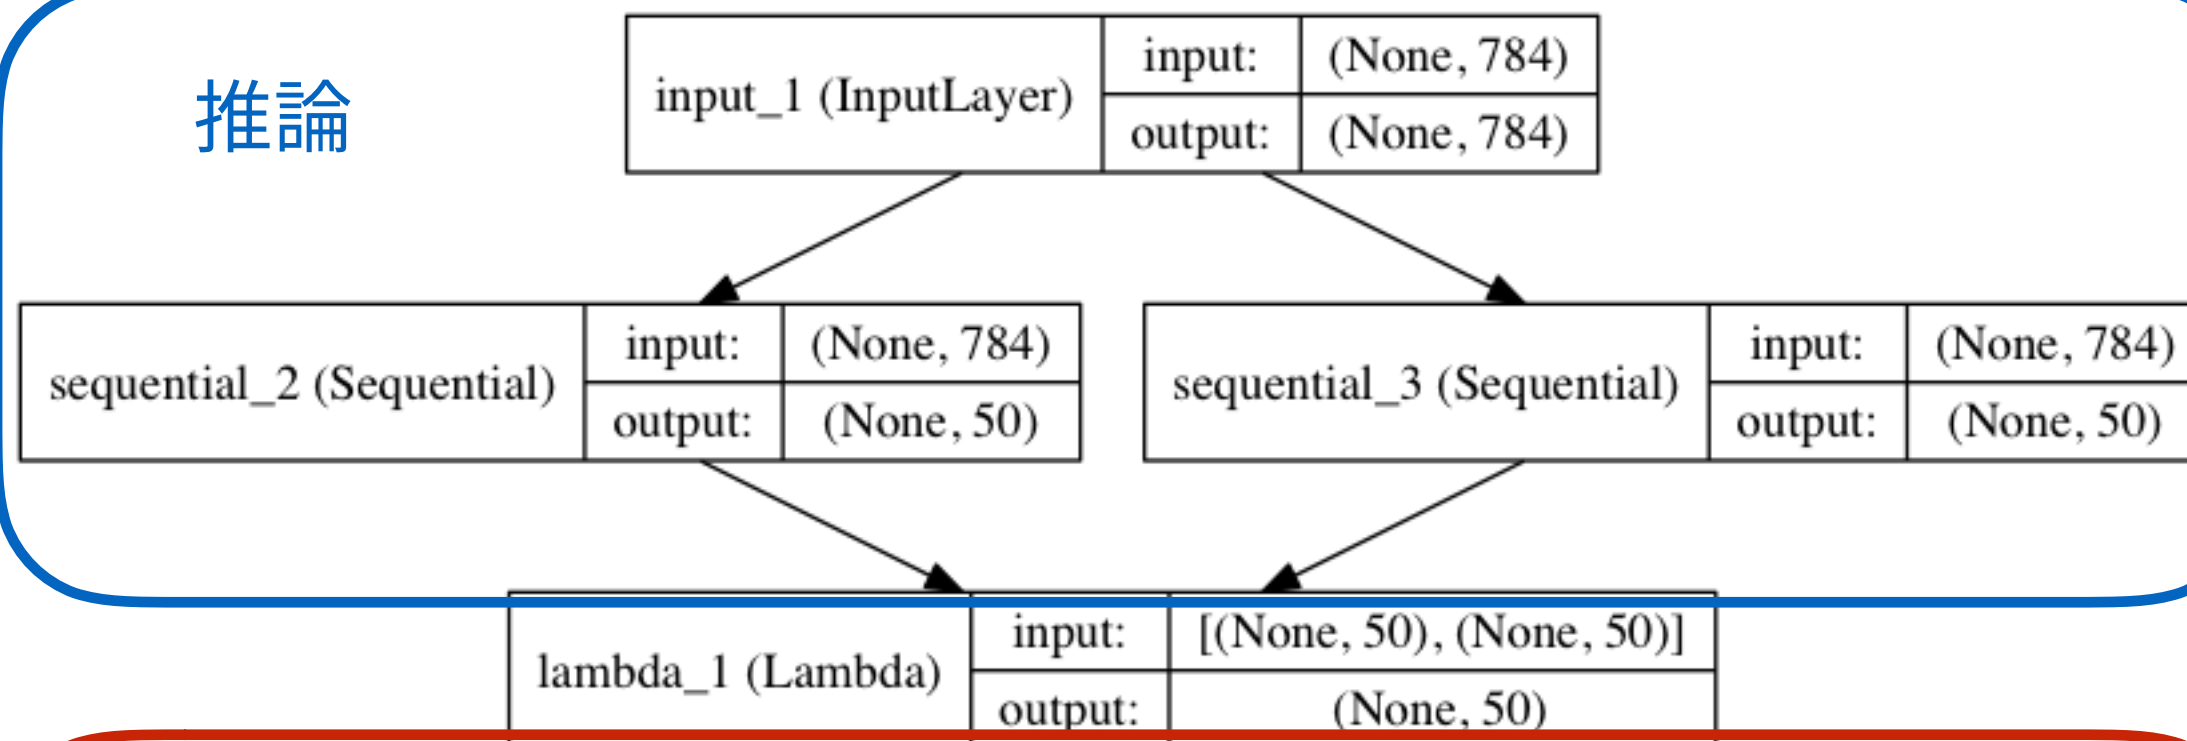 推論
input_1 (InputLayer)
input:
(None, 784)
output:
(None, 784)
sequential_2 (Sequential)
input:
(None, 784)
output:
(None, 50)
sequential_3 (Sequential)
input:
(None, 784)
output:
(None, 50)
lambda_1 (Lambda)
input:
[(None, 50), (None, 50)]
output:
(None, 50)